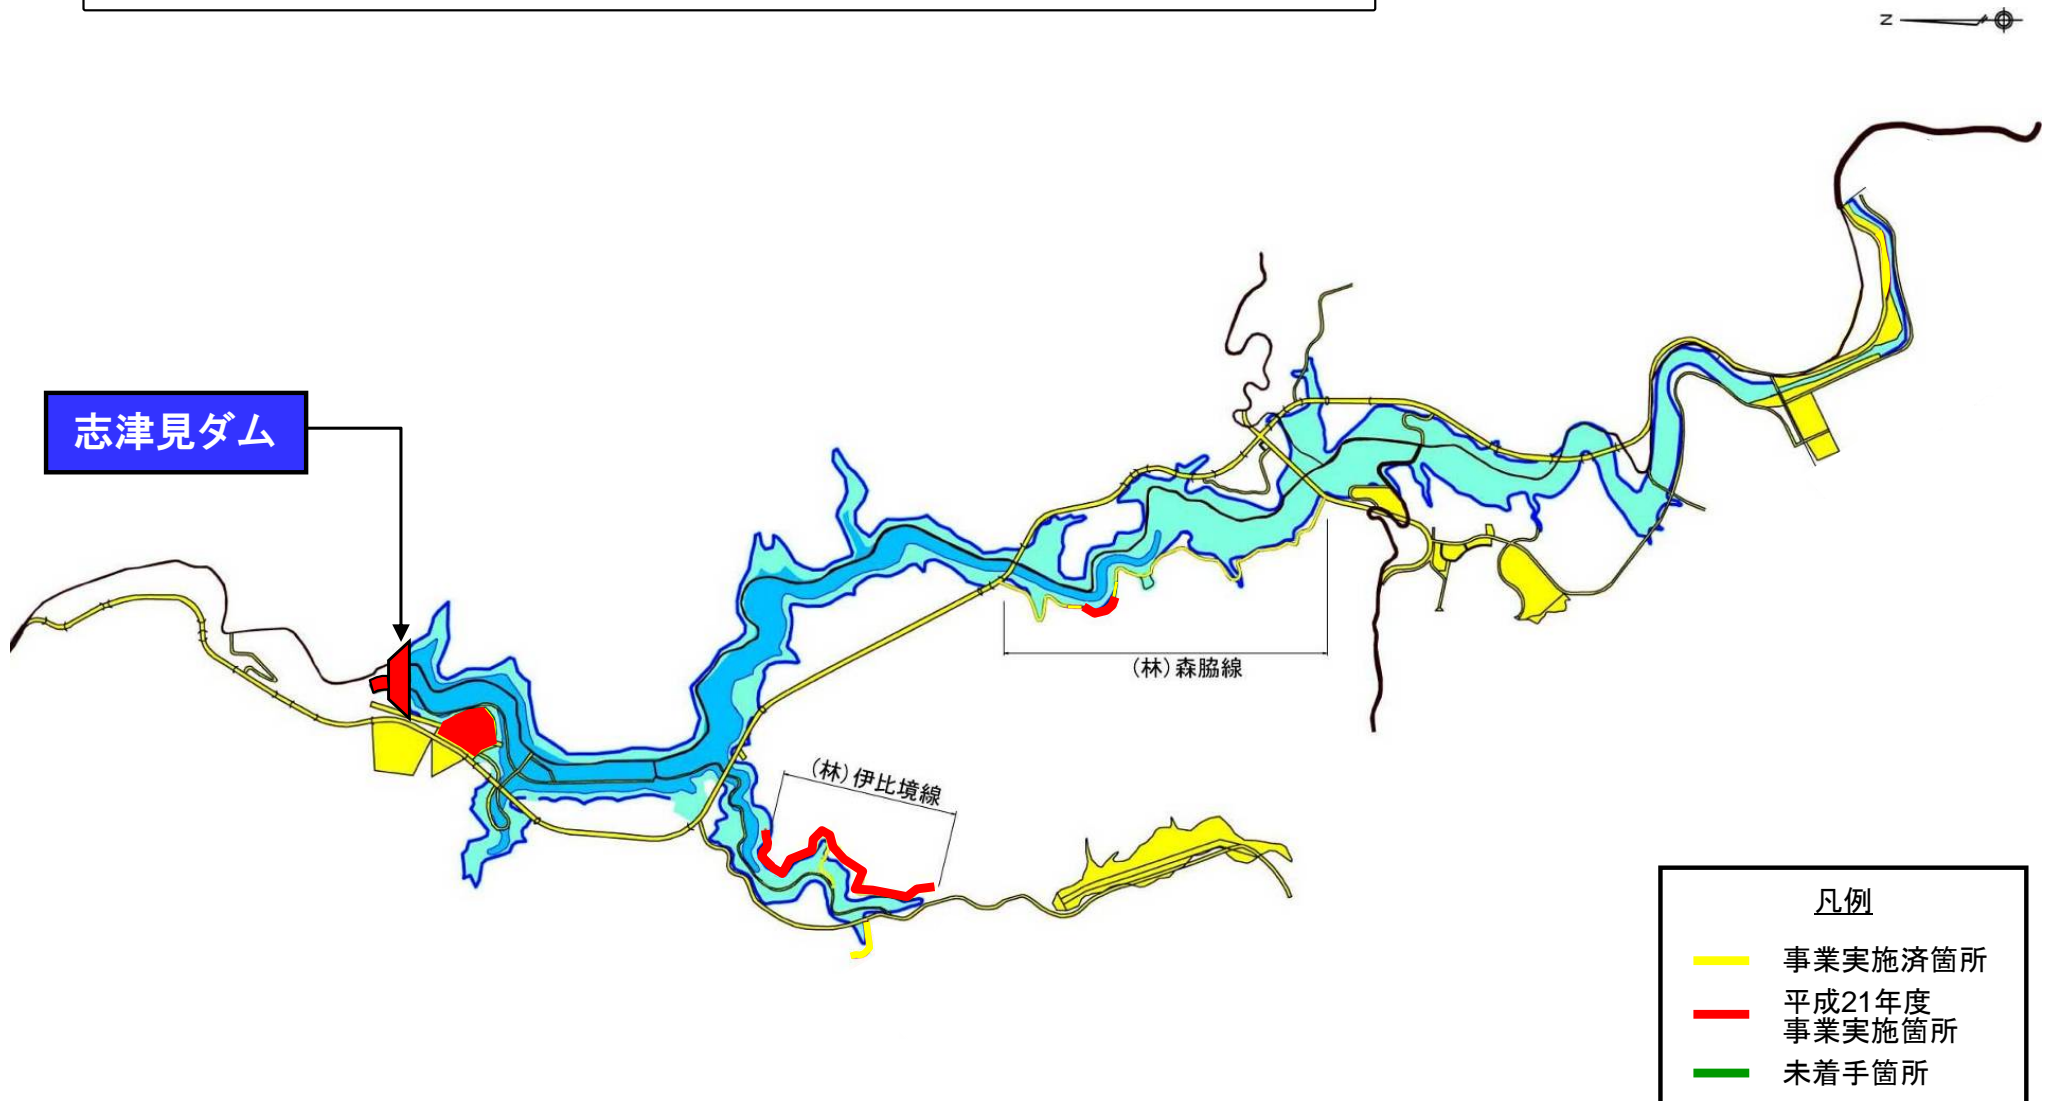 Z
志津見ダム
(林)森脇線
(林)伊比境線
凡例
事業実施済箇所
平成21年度
事業実施箇所
未着手箇所